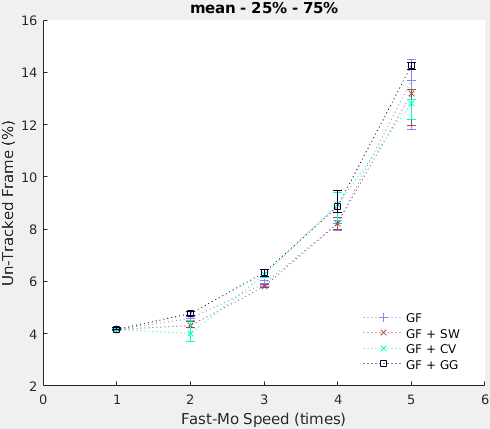 mean - 25% - 75%
Un-Tracked Frame (%)
16
14
12
10
8
6
4
2
0 1 2 3 4 5 6
Fast-Mo Speed (times)
GF
GF + SW
GF + CV
GF + GG